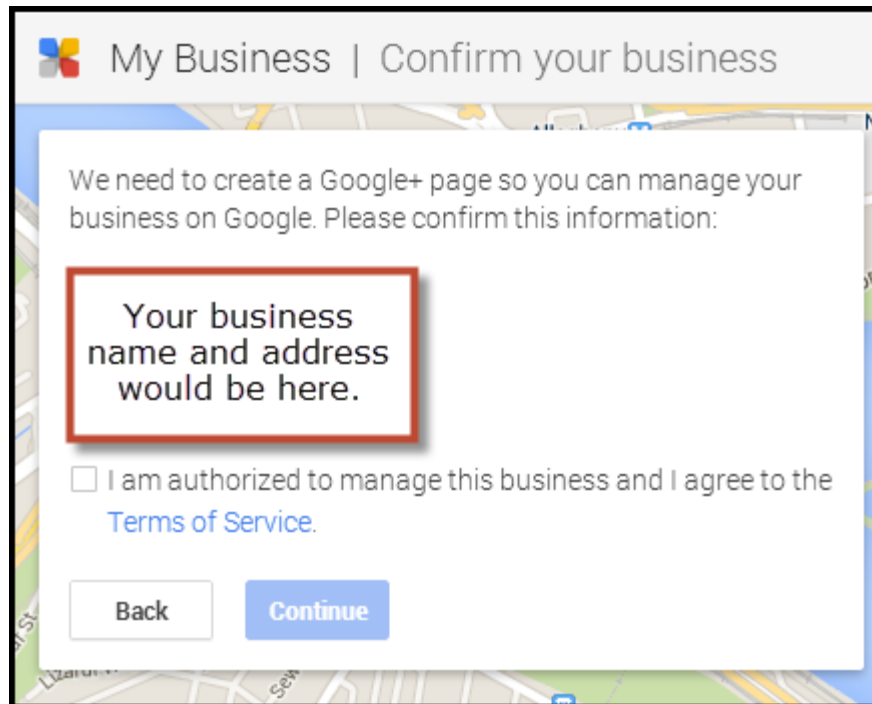 My Business | Confirm your business
We need to create a Google+ page so you can manage your
business on Google. Please confirm this information:
Your business
name and address
would be here.
I am authorized to manage this business and I agree to the
Terms of Service.
Back Continue